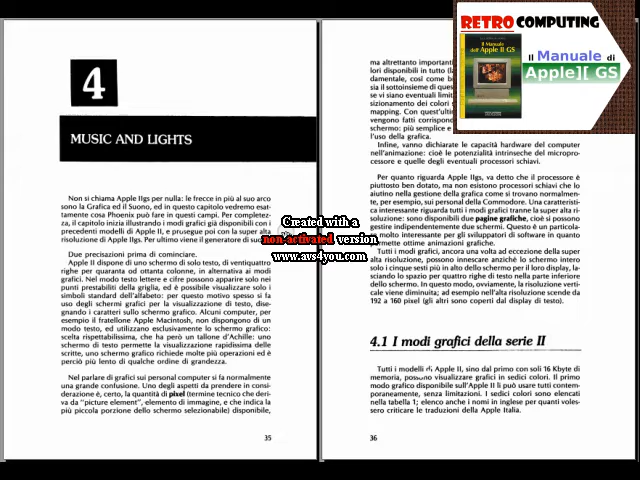 4
MUSIC AND LIGHTS
Non si chiama Apple IIgs per nulla: le frecce in più al suo arco
sono la Grafica ed il Suono, ed in questo capitolo vedremo esat-
tamente cosa Phoenix può fare in questi campi. Per completez-
za, il capitolo inizia illustrando i modi grafici già disponibili con i
precedenti modelli di Apple II, e prosegue poi con la super alta
risoluzione di Apple IIgs. Per ultimo viene il generatore di suo
Due precisazioni prima di cominciare.
Apple II dispone di uno schermo di solo testo, di ventiquattro
righe per quaranta od ottanta colonne, in alternativa ai modi
grafici. Nel modo testo lettere e cifre possono apparire solo nei
punti prestabiliti della griglia, ed è possibile visualizzare solo i
simboli standard dell'alfabeto: per questo motivo spesso si fa
uso degli schermi grafici per la visualizzazione di testo, dise-
gnando i caratteri sullo schermo grafico. Alcuni computer, per
esempio il fratellone Apple Macintosh, non dispongono di un
modo testo, ed utilizzano esclusivamente lo schermo grafico:
scelta rispettabilissima, che ha però un tallone d'Achille: uno
schermo di testo permette la visualizzazione rapidissima delle
scritte, uno schermo grafico richiede molte più operazioni ed è
perciò più lento di qualche ordine di grandezza.
Nel parlare di grafici sui personal computer si fa normalmente
una grande confusione. Uno degli aspetti da prendere in consi-
derazione è, certo, la quantità di pixel (termine tecnico che deri-
va da "picture element", elemento di immagine, e che indica la
più piccola porzione dello schermo selezionabile) disponibile,
35
ma altrettanto importanti
lori disponibili in tutto (la
damentale, così come
sia il sottoinsieme di ques
se vi siano eventuali limit
sizionamento dei colori s
mapping. Con quest'ultim
vengono fatti corrispond
schermo: più semplice e
l'uso della grafica.
Infine, vanno dichiarate le capacità hardware del computer
nell'animazione: cioè le potenzialità intrinseche del micropro-
cessore e quelle degli eventuali processori schiavi.
Per quanto riguarda Apple IIgs, va detto che il processore è
piuttosto ben dotato, ma non esistono processori schiavi che lo
aiutino nella gestione della grafica come si trovano normalmen-
te, per esempio, sui personal della Commodore. Una caratteristi-
ca interessante riguarda tutti i modi grafici tranne la super alta ri-
soluzione: sono disponibili due pagine grafiche, cioè si possono
gestire indipendentemente due schermi. Questo è un particola-
re molto interessante per gli sviluppatori di software in quanto
permette ottime animazioni grafiche.
Tutti i modi grafici, ancora una volta ad eccezione della super
alta risoluzione, possono innescare anziché lo schermo intero
solo i cinque sesti più in alto dello schermo per il loro display, la-
sciando lo spazio per quattro righe di testo nella parte inferiore
dello schermo. In questo modo, ovviamente, la risoluzione verti-
cale viene diminuita; ad esempio nell'alta risoluzione scende da
192 a 160 pixel (gli altri sono coperti dal display di testo).
4.1 I modi grafici della serie II
Tutti i modelli di Apple II, sino dal primo con soli 16 Kbyte di
memoria, possono visualizzare grafici in sedici colori. Il primo
modo grafico disponibile sull'Apple II li può usare tutti contem-
poraneamente, senza limitazioni. I sedici colori sono elencati
nella tabella 1; elenco anche i nomi in inglese per quanti voles-
sero criticare le traduzioni della Apple Italia.
36
RETRO COMPUTING
Il Manuale
dell'Apple II GS
Il Manuale di
Apple][ GS
Created with a
non-activated version
www.avs4you.com